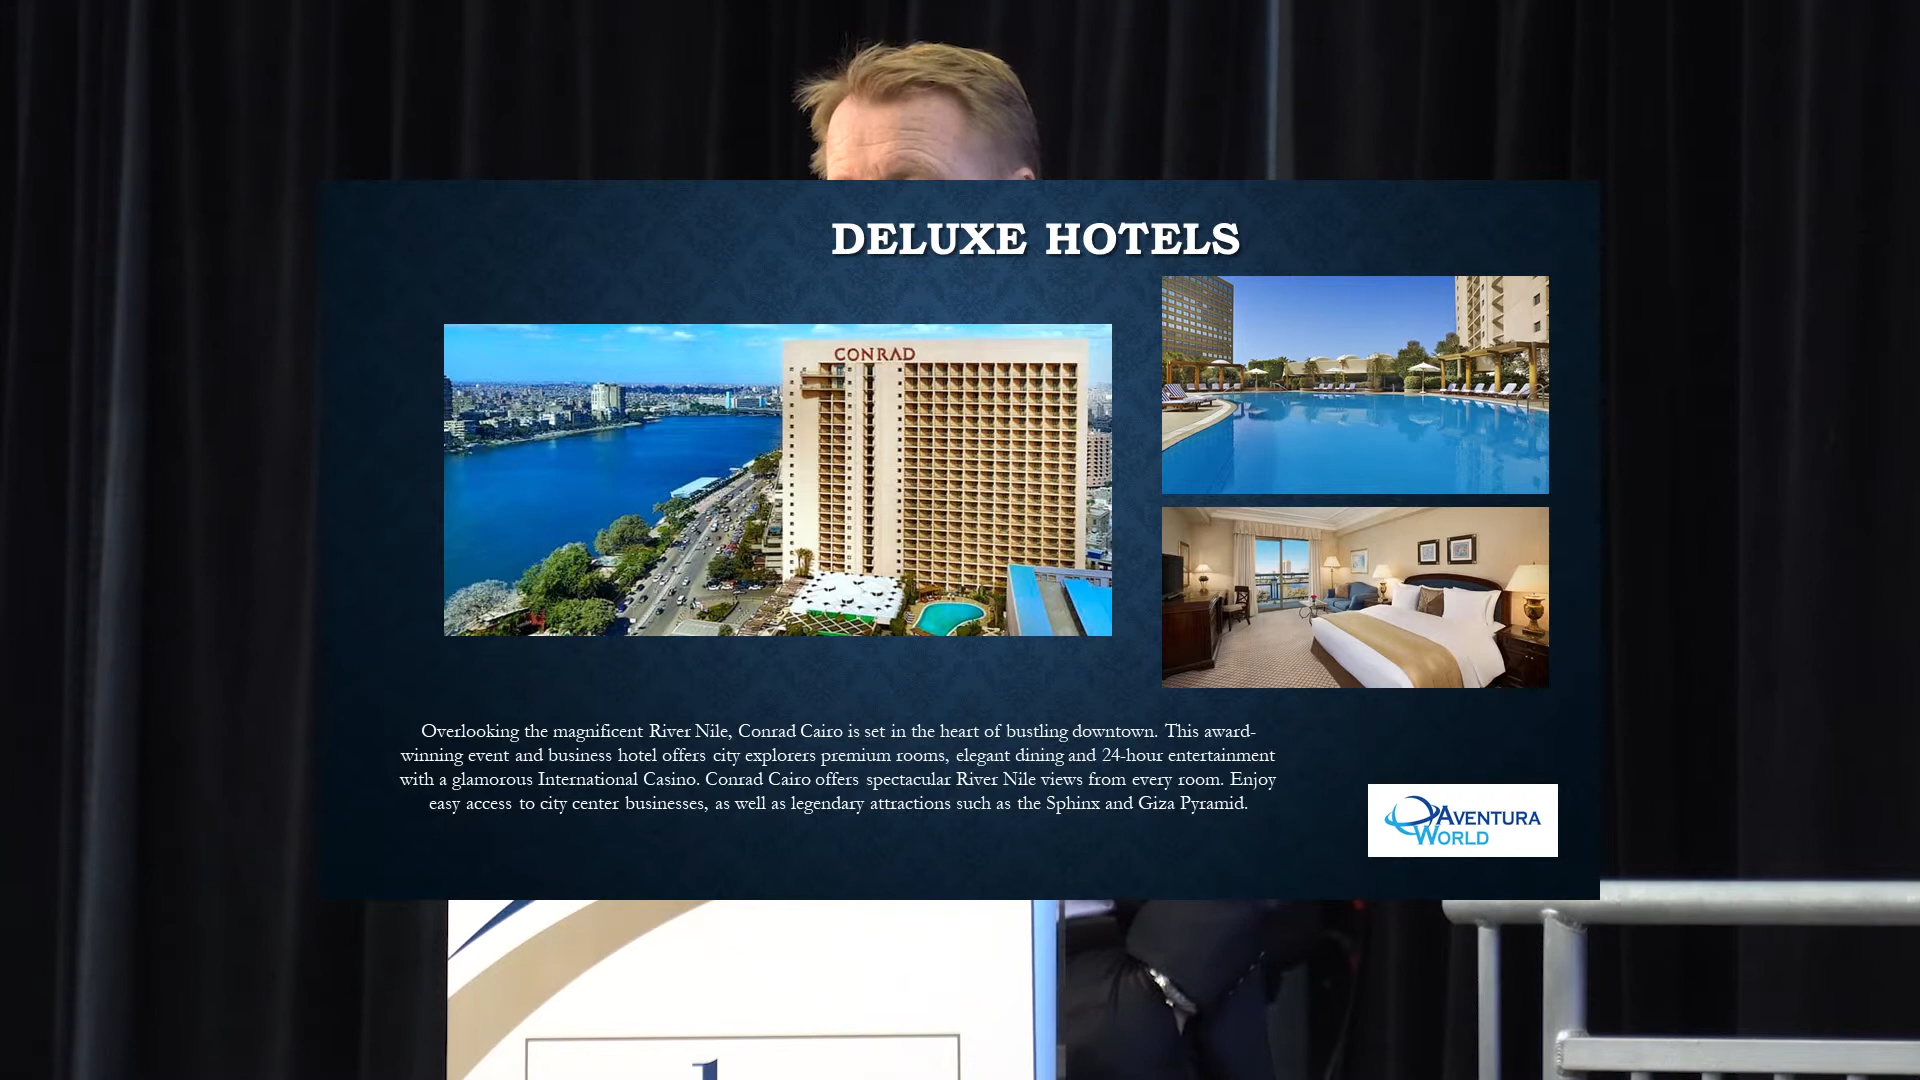 DELUXE HOTELS
CONRAD
Overlooking the magnificent River Nile, Conrad Cairo is set in the heart of bustling downtown. This award-
winning event and business hotel offers city explorers premium rooms, elegant dining and 24-hour entertainment
with a glamorous International Casino. Conrad Cairo offers spectacular River Nile views from every room. Enjoy
easy access to city center businesses, as well as legendary attractions such as the Sphinx and Giza Pyramid.
AVENTURA
WORLD